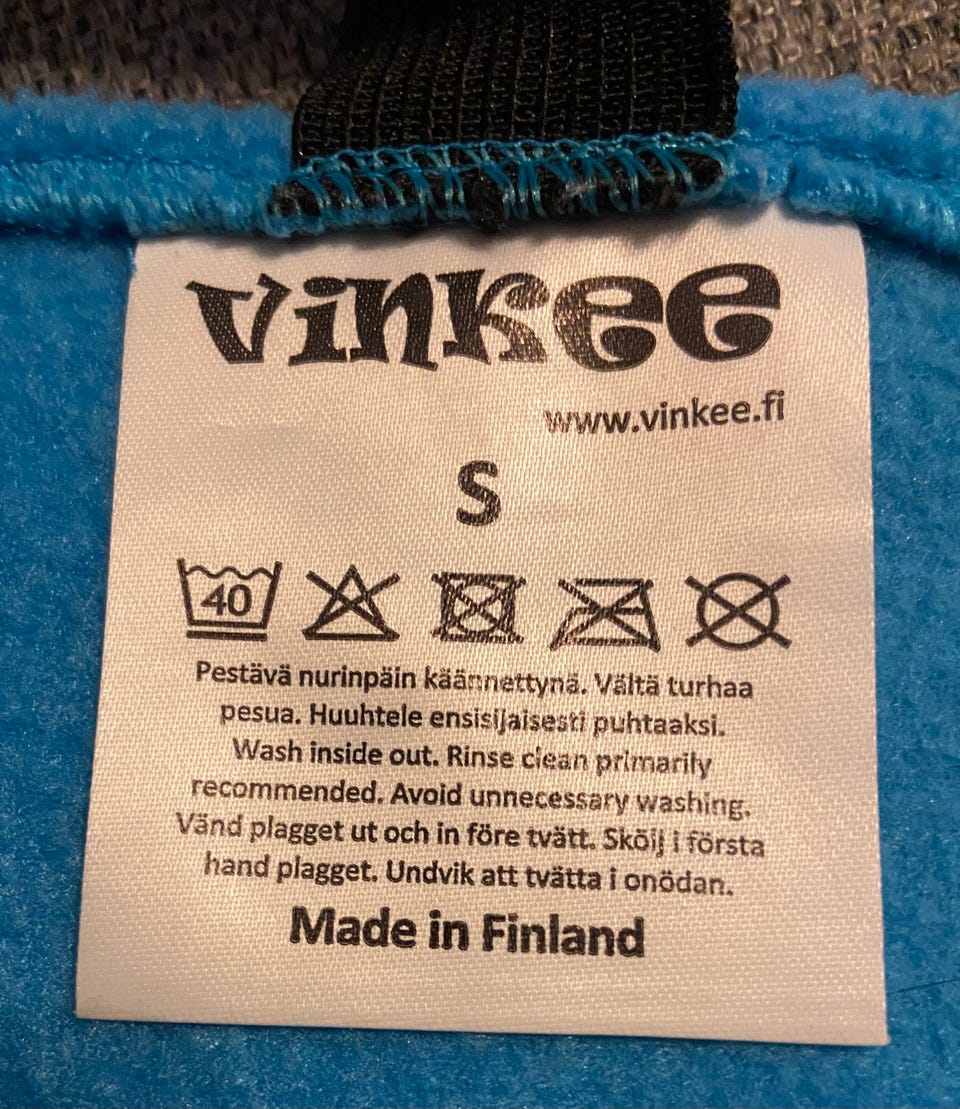 vinkee
www.vinkee.fi
S
40
Pestävä nurinpäin käännettynä. Vältä turhaa
pesua. Huuhtele ensisijaisesti puhtaaksi.
Wash inside out. Rinse clean primarily
recommended. Avoid unnecessary washing.
Vänd plagget ut och in före tvätt. Skölj i första
hand plagget. Undvik att tvätta i onödan.
Made in Finland